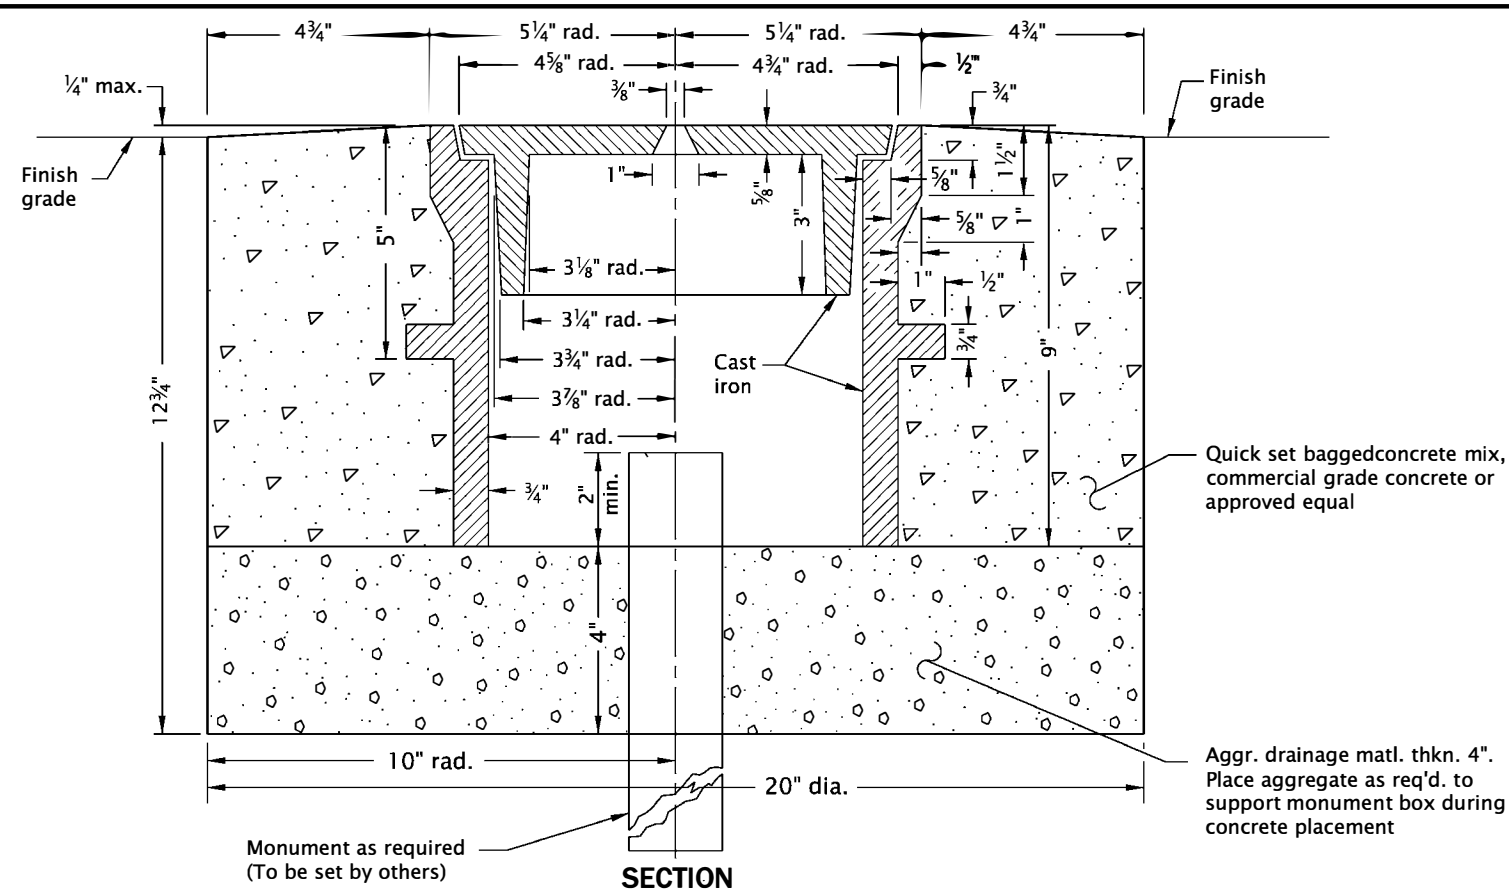 4¾" 5¼" rad. 5¼" rad. 4¾"
4⅝" rad. 4¾" rad. ½"
¼" max. ⅜" ¾"
Finish
grade
Finish
grade
1" ⅝" 3" ⅝" 1½"
5" ⅝" 1"
3⅛" rad. 1" ½"
3¼" rad.
3¾" rad. ¾" 9"
Cast
iron
3⅞" rad.
12¾"
4" rad.
¾" 2"
min.
Quick set baggedconcrete mix,
commercial grade concrete or
approved equal
4"
10" rad.
20" dia.
Aggr. drainage matl. thkn. 4".
Place aggregate as req'd. to
support monument box during
concrete placement
Monument as required
(To be set by others)
SECTION